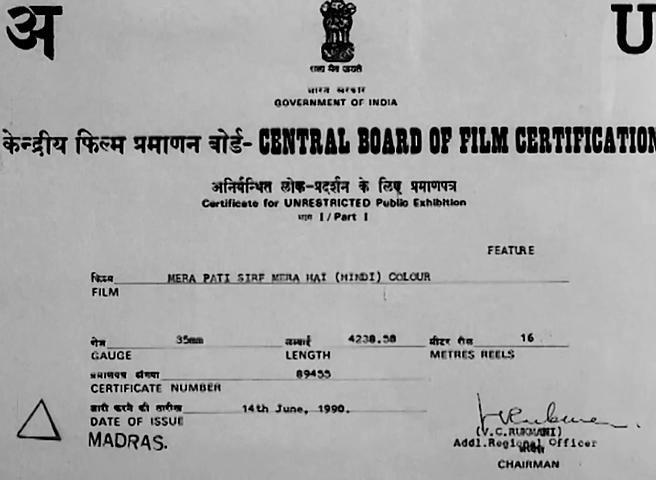 अ U
सत्यमेव जयते
भारत सरकार
GOVERNMENT OF INDIA
केन्द्रीय फिल्म प्रमाणन बोर्ड- CENTRAL BOARD OF FILM CERTIFICATION
अनिर्बन्धित लोक-प्रदर्शन के लिए प्रमाणपत्र
Certificate for UNRESTRICTED Public Exhibition
भाग I/Part I
FEATURE
फिल्म MERA PATI SIRF MERA HAI (HINDI) COLOUR
FILM
गेज 35mm लम्बाई 4238.58 मीटर रील 16
GAUGE LENGTH METRES REELS
प्रमाणपत्र संख्या 89455
CERTIFICATE NUMBER
जारी करने की तारीख 14th June, 1990.
DATE OF ISSUE
MADRAS.
(V.C.RUKMANI)
Addl.Regional Officer
अध्यक्ष
CHAIRMAN